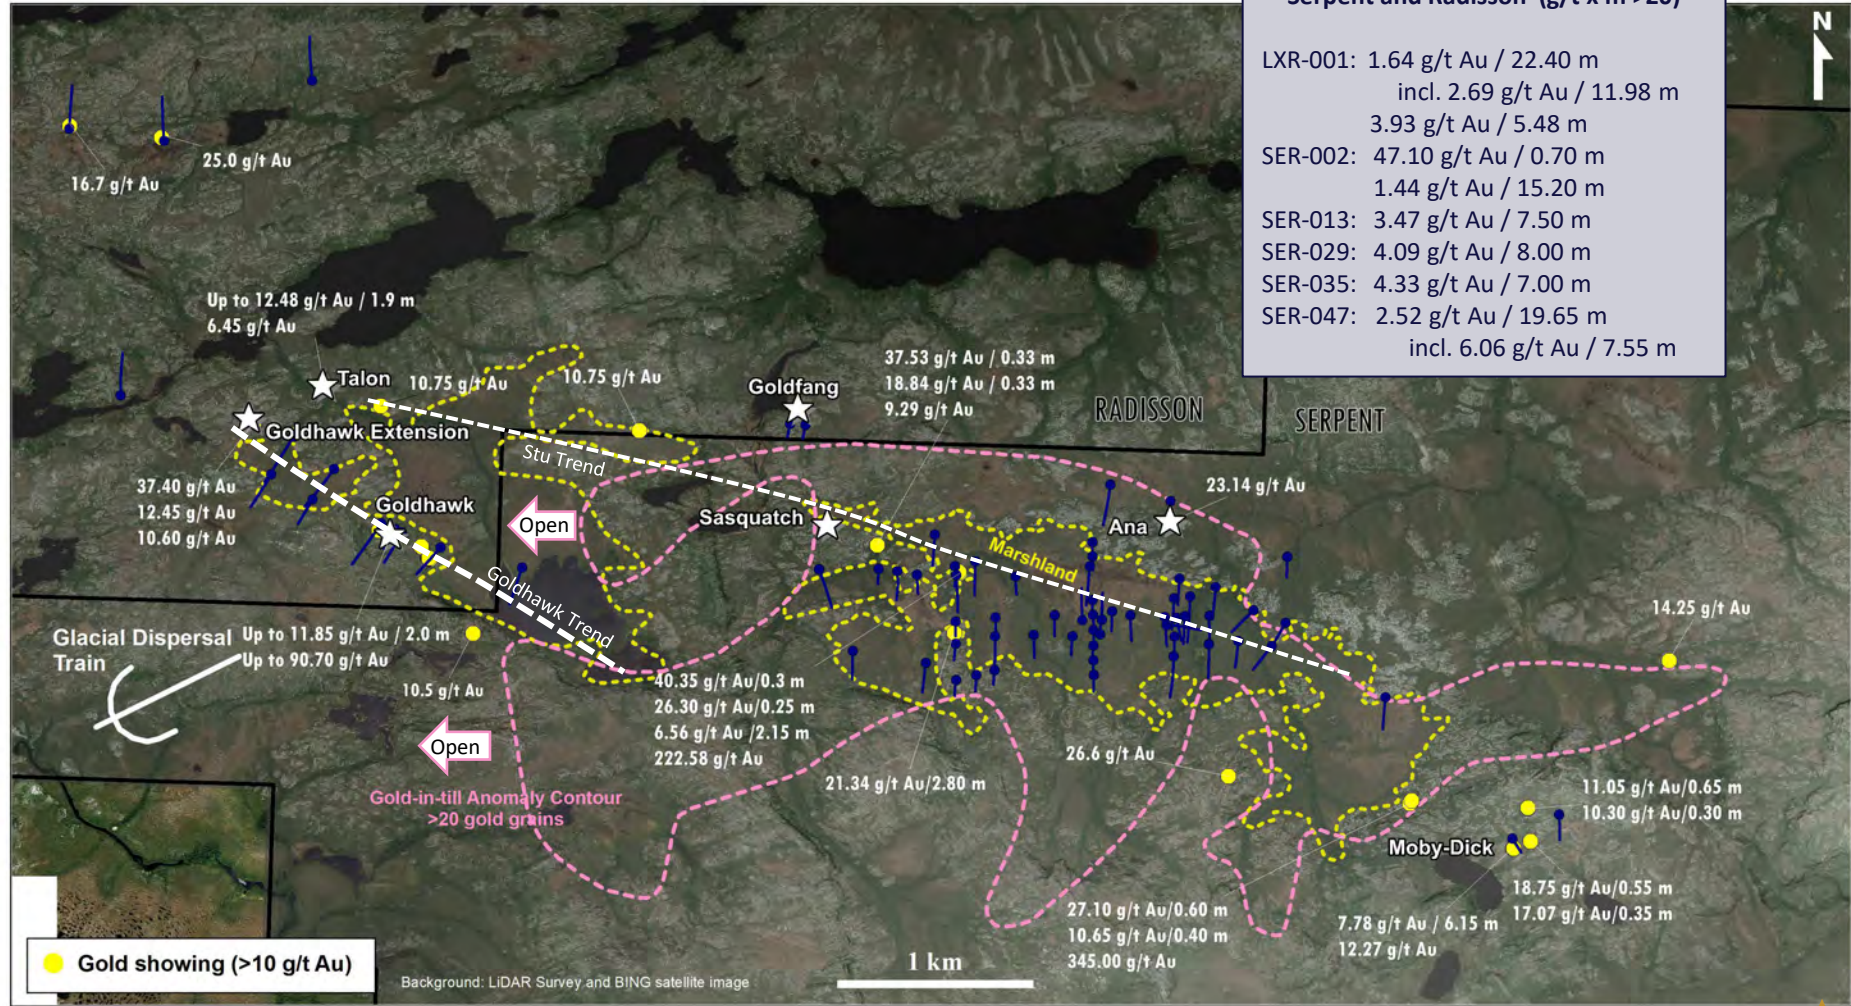 Serpent and Radisson (g/t x m >20)
LXR-001: 1.64 g/t Au / 22.40 m
incl. 2.69 g/t Au / 11.98 m
3.93 g/t Au / 5.48 m
SER-002: 47.10 g/t Au / 0.70 m
1.44 g/t Au / 15.20 m
SER-013: 3.47 g/t Au / 7.50 m
SER-029: 4.09 g/t Au / 8.00 m
SER-035: 4.33 g/t Au / 7.00 m
SER-047: 2.52 g/t Au / 19.65 m
incl. 6.06 g/t Au / 7.55 m
N
25.0 g/t Au
16.7 g/t Au
Up to 12.48 g/t Au / 1.9 m
6.45 g/t Au
Talon
10.75 g/t Au
10.75 g/t Au
Goldfang
37.53 g/t Au / 0.33 m
18.84 g/t Au / 0.33 m
9.29 g/t Au
RADISSON
SERPENT
Goldhawk Extension
Stu Trend
37.40 g/t Au
12.45 g/t Au
10.60 g/t Au
Goldhawk
Open
Sasquatch
Ana
23.14 g/t Au
Marshland
Goldhawk Trend
Glacial Dispersal
Train
Up to 11.85 g/t Au / 2.0 m
Up to 90.70 g/t Au
10.5 g/t Au
14.25 g/t Au
40.35 g/t Au/0.3 m
26.30 g/t Au/0.25 m
6.56 g/t Au /2.15 m
222.58 g/t Au
Open
21.34 g/t Au/2.80 m
26.6 g/t Au
Gold-in-till Anomaly Contour
>20 gold grains
11.05 g/t Au/0.65 m
10.30 g/t Au/0.30 m
Moby-Dick
18.75 g/t Au/0.55 m
17.07 g/t Au/0.35 m
27.10 g/t Au/0.60 m
10.65 g/t Au/0.40 m
345.00 g/t Au
7.78 g/t Au / 6.15 m
12.27 g/t Au
Gold showing (>10 g/t Au)
Background: LiDAR Survey and BING satellite image
1 km